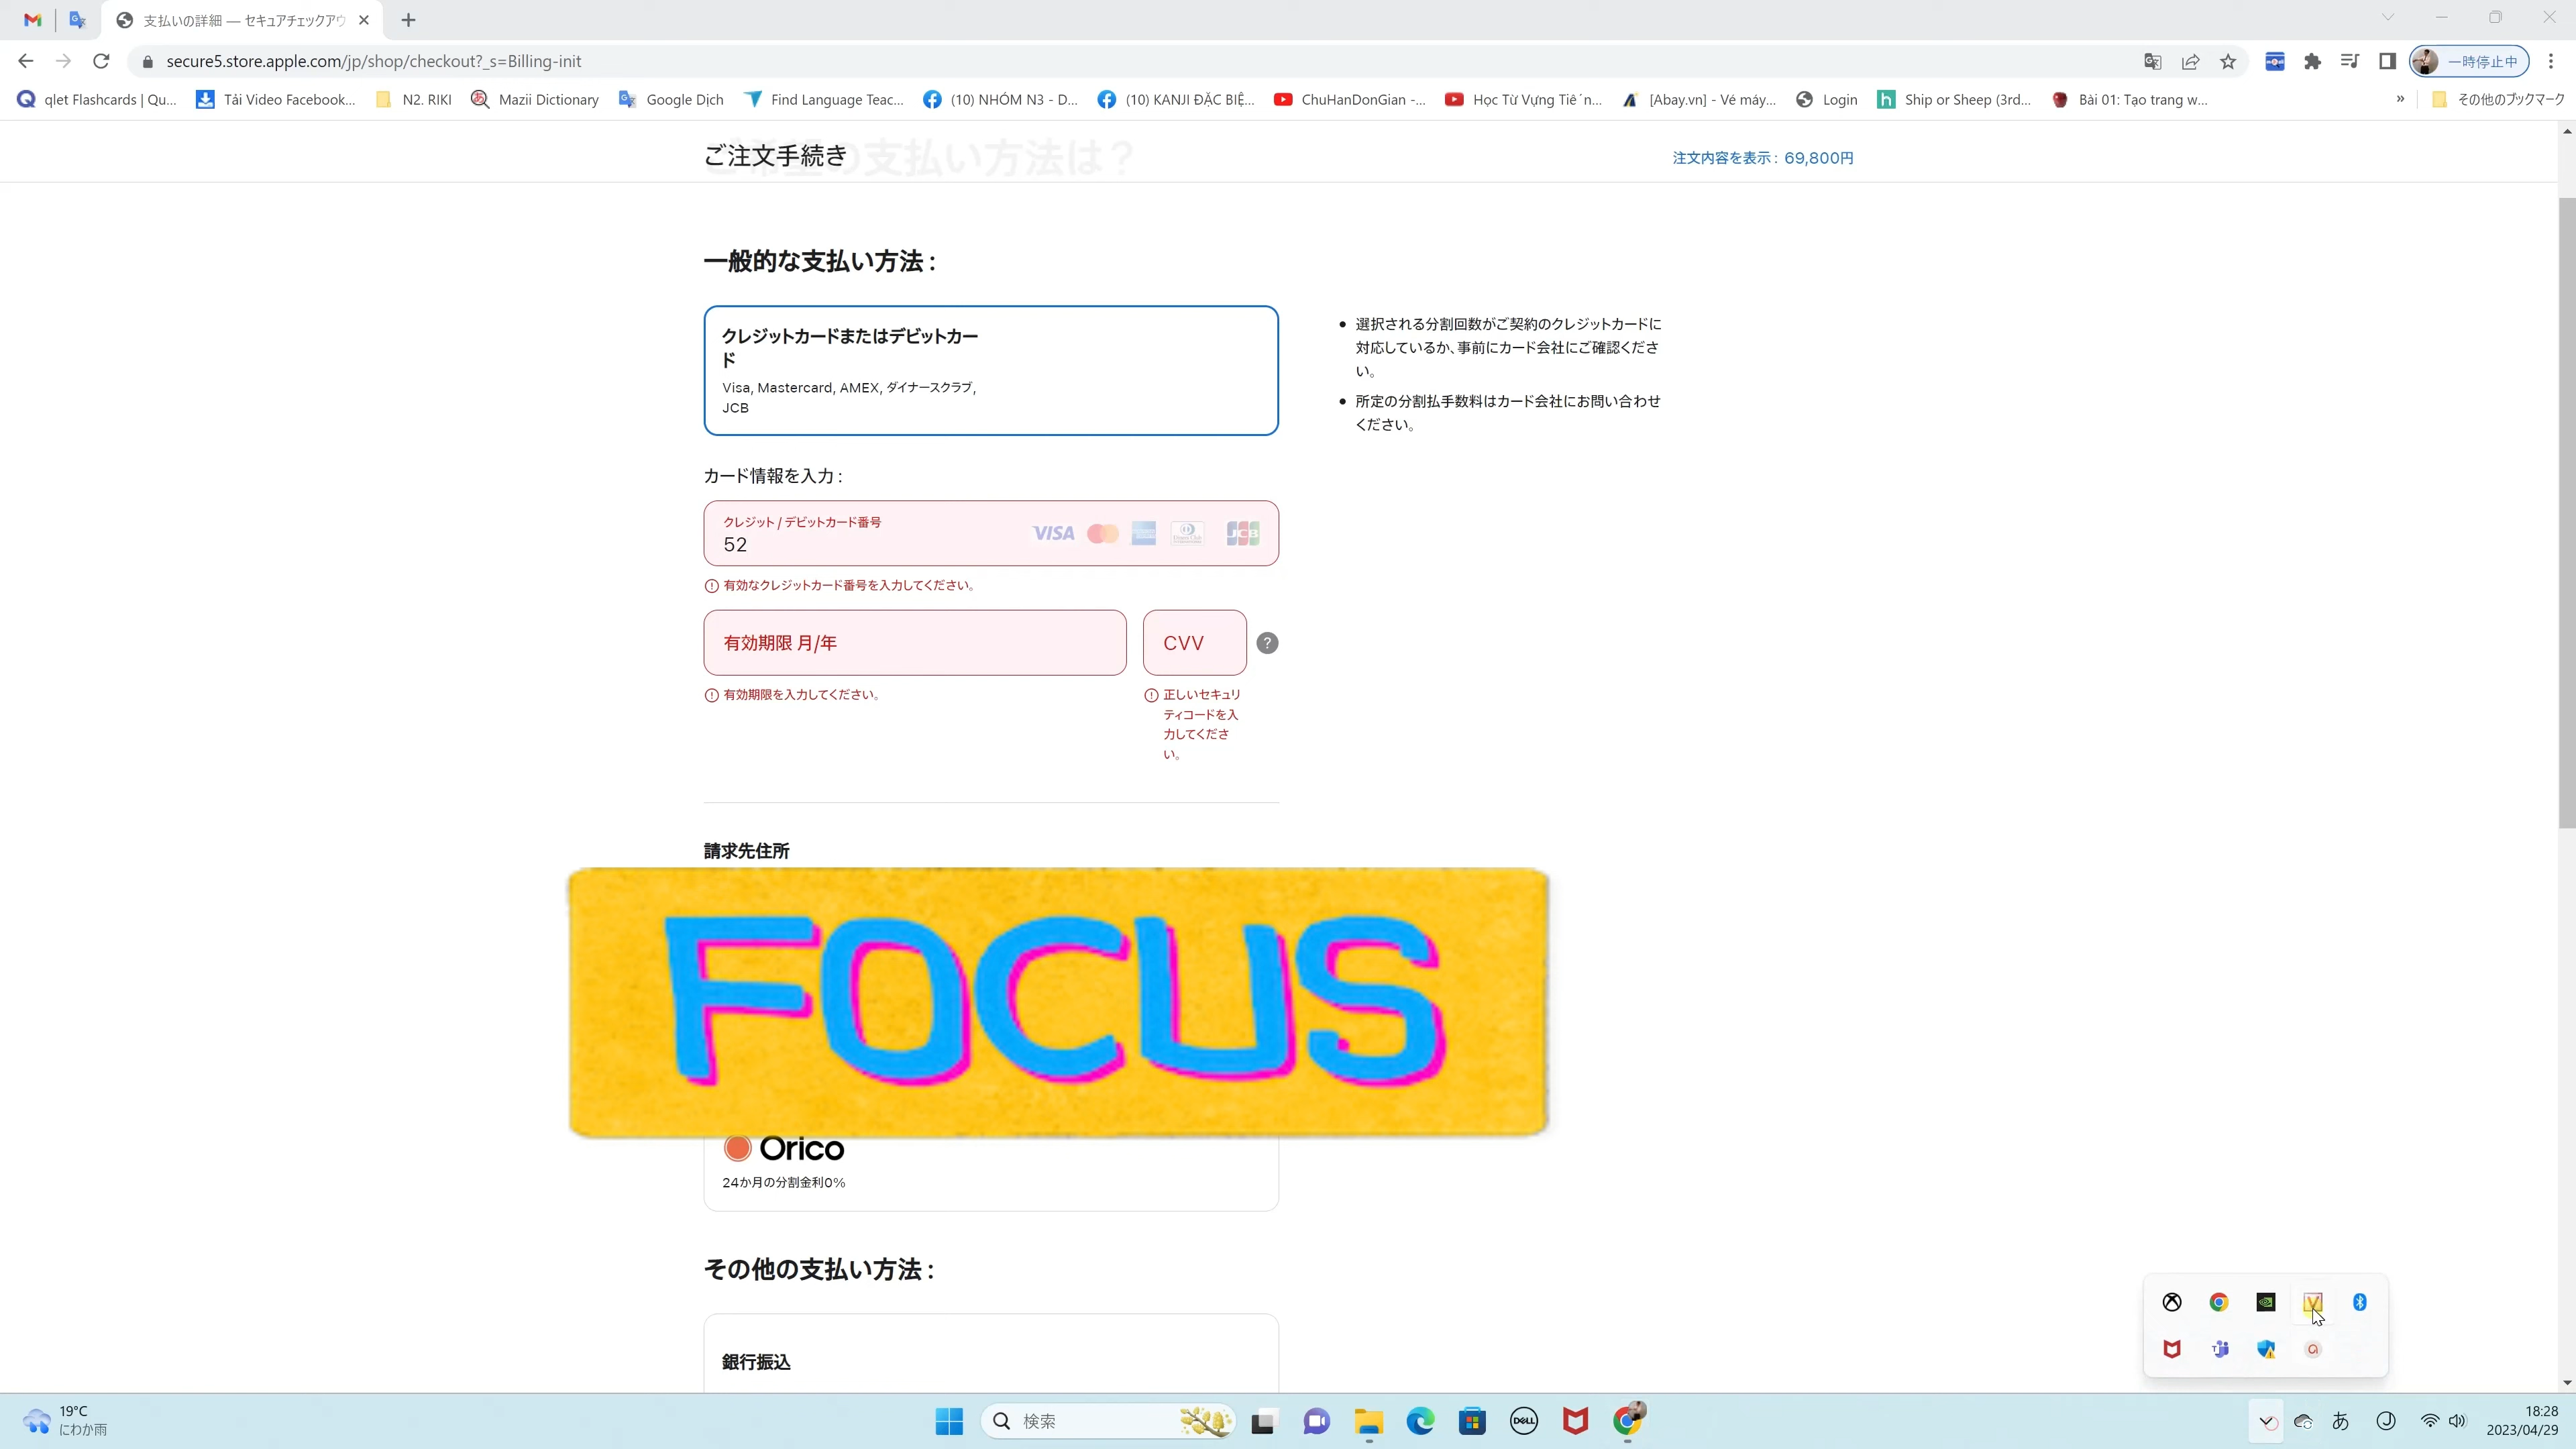 支払いの詳細 — セキュアチェックアウ
secure5.store.apple.com/jp/shop/checkout?_s=Billing-init
一時停止中
qlet Flashcards | Qu...
Tải Video Facebook...
N2. RIKI
Mazii Dictionary
Google Dịch
Find Language Teac...
(10) NHÓM N3 - D...
(10) KANJI ĐẶC BIỆ...
ChuHanDonGian -...
Học Từ Vựng Tiê´n...
[Abay.vn] - Vé máy...
Login
Ship or Sheep (3rd...
Bài 01: Tạo trang w...
»
その他のブックマーク
ご希望の支払い方法は？
ご注文手続き
注文内容を表示 : 69,800円
一般的な支払い方法 :
クレジットカードまたはデビットカー
ド
Visa, Mastercard, AMEX, ダイナースクラブ,
JCB
• 選択される分割回数がご契約のクレジットカードに
対応しているか、事前にカード会社にご確認くださ
い。
• 所定の分割払手数料はカード会社にお問い合わせ
ください。
カード情報を入力 :
クレジット / デビットカード番号
52
VISA
JCB
有効なクレジットカード番号を入力してください。
有効期限 月/年
CVV
?
有効期限を入力してください。
正しいセキュリ
ティコードを入
力してくださ
い。
請求先住所
FOCUS
Orico
24か月の分割金利0%
その他の支払い方法 :
銀行振込
19°C
にわか雨
検索
DELL
あ
18:28
2023/04/29